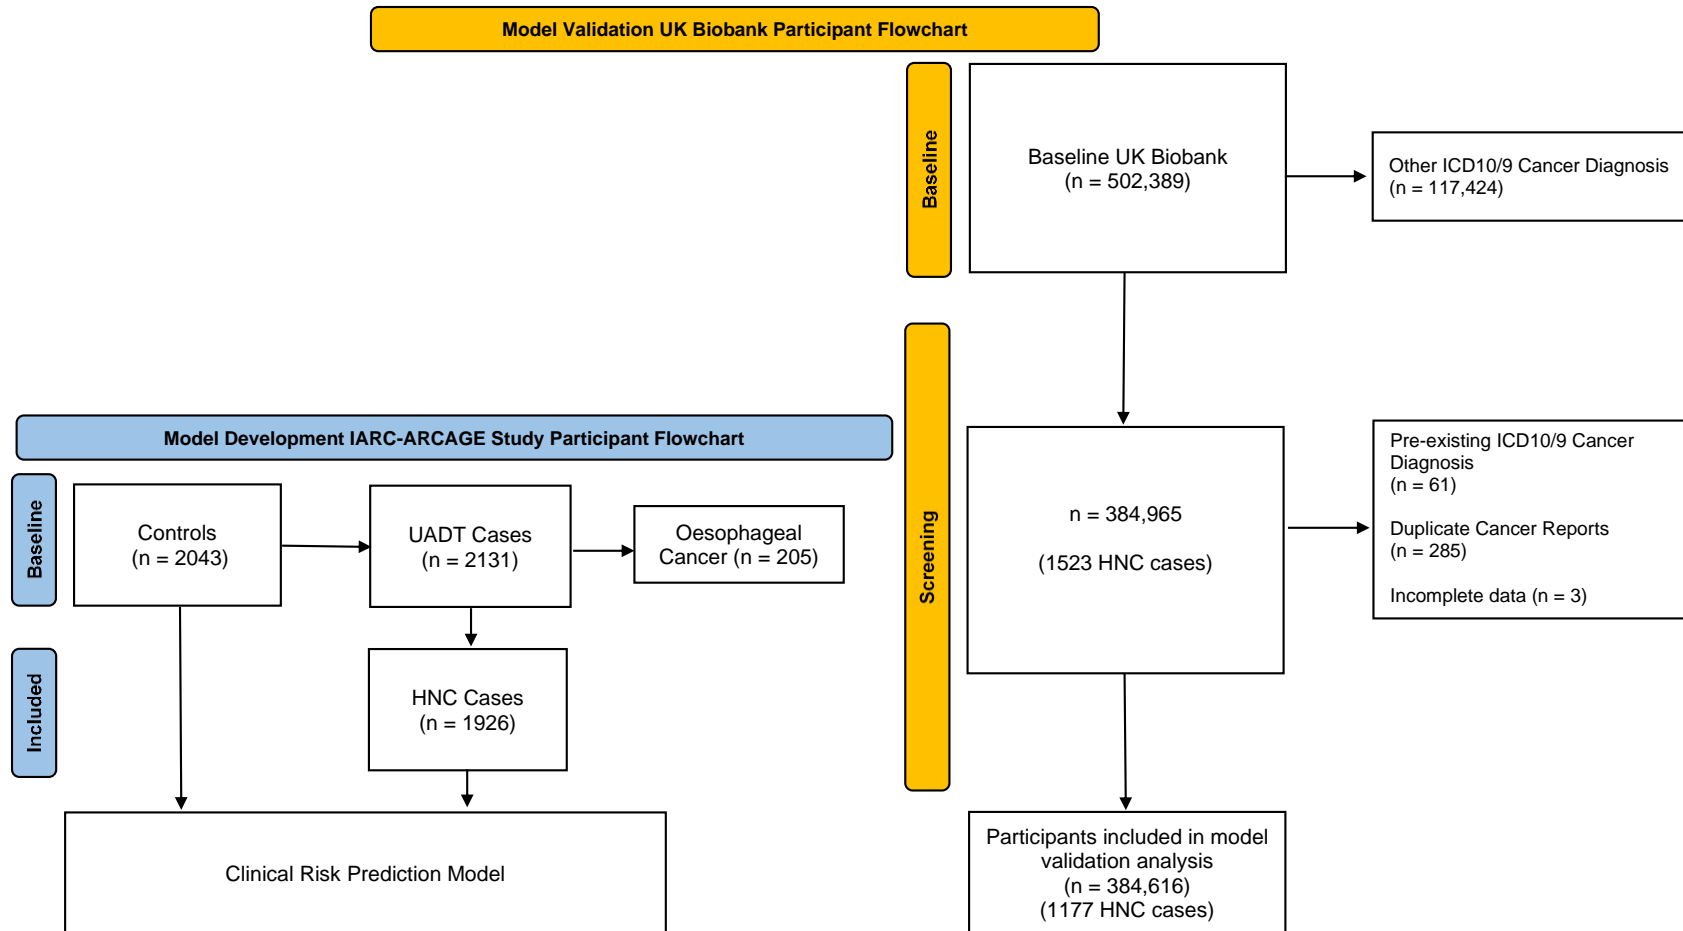 Model Validation UK Biobank Participant Flowchart
Baseline
Baseline UK Biobank
(n = 502,389)
Other ICD10/9 Cancer Diagnosis
(n = 117,424)
Screening
n = 384,965
(1523 HNC cases)
Pre-existing ICD10/9 Cancer
Diagnosis
(n = 61)
Duplicate Cancer Reports
(n = 285)
Incomplete data (n = 3)
Participants included in model
validation analysis
(n = 384,616)
(1177 HNC cases)
Model Development IARC-ARCAGE Study Participant Flowchart
Baseline
Controls
(n = 2043)
UADT Cases
(n = 2131)
Oesophageal
Cancer (n = 205)
Included
HNC Cases
(n = 1926)
Clinical Risk Prediction Model